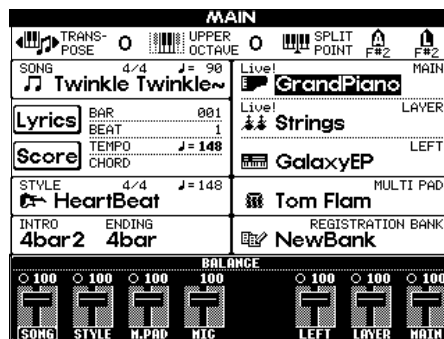 MAIN
TRANS-
POSE 0
UPPER
OCTAVE 0
SPLIT
POINT
A
F#2
L
F#2
SONG 4/4 ♩= 90
Twinkle Twinkle~
Lyrics
BAR 001
BEAT 1
Score
TEMPO ♩=148
CHORD
STYLE 4/4 ♩=148
HeartBeat
INTRO ENDING
4bar2 4bar
Live! MAIN
GrandPiano
Live! LAYER
Strings
LEFT
GalaxyEP
MULTI PAD
Tom Flam
REGISTRATION BANK
NewBank
BALANCE
100 100 100 100 100 100 100
SONG STYLE M.PAD MIC LEFT LAYER MAIN